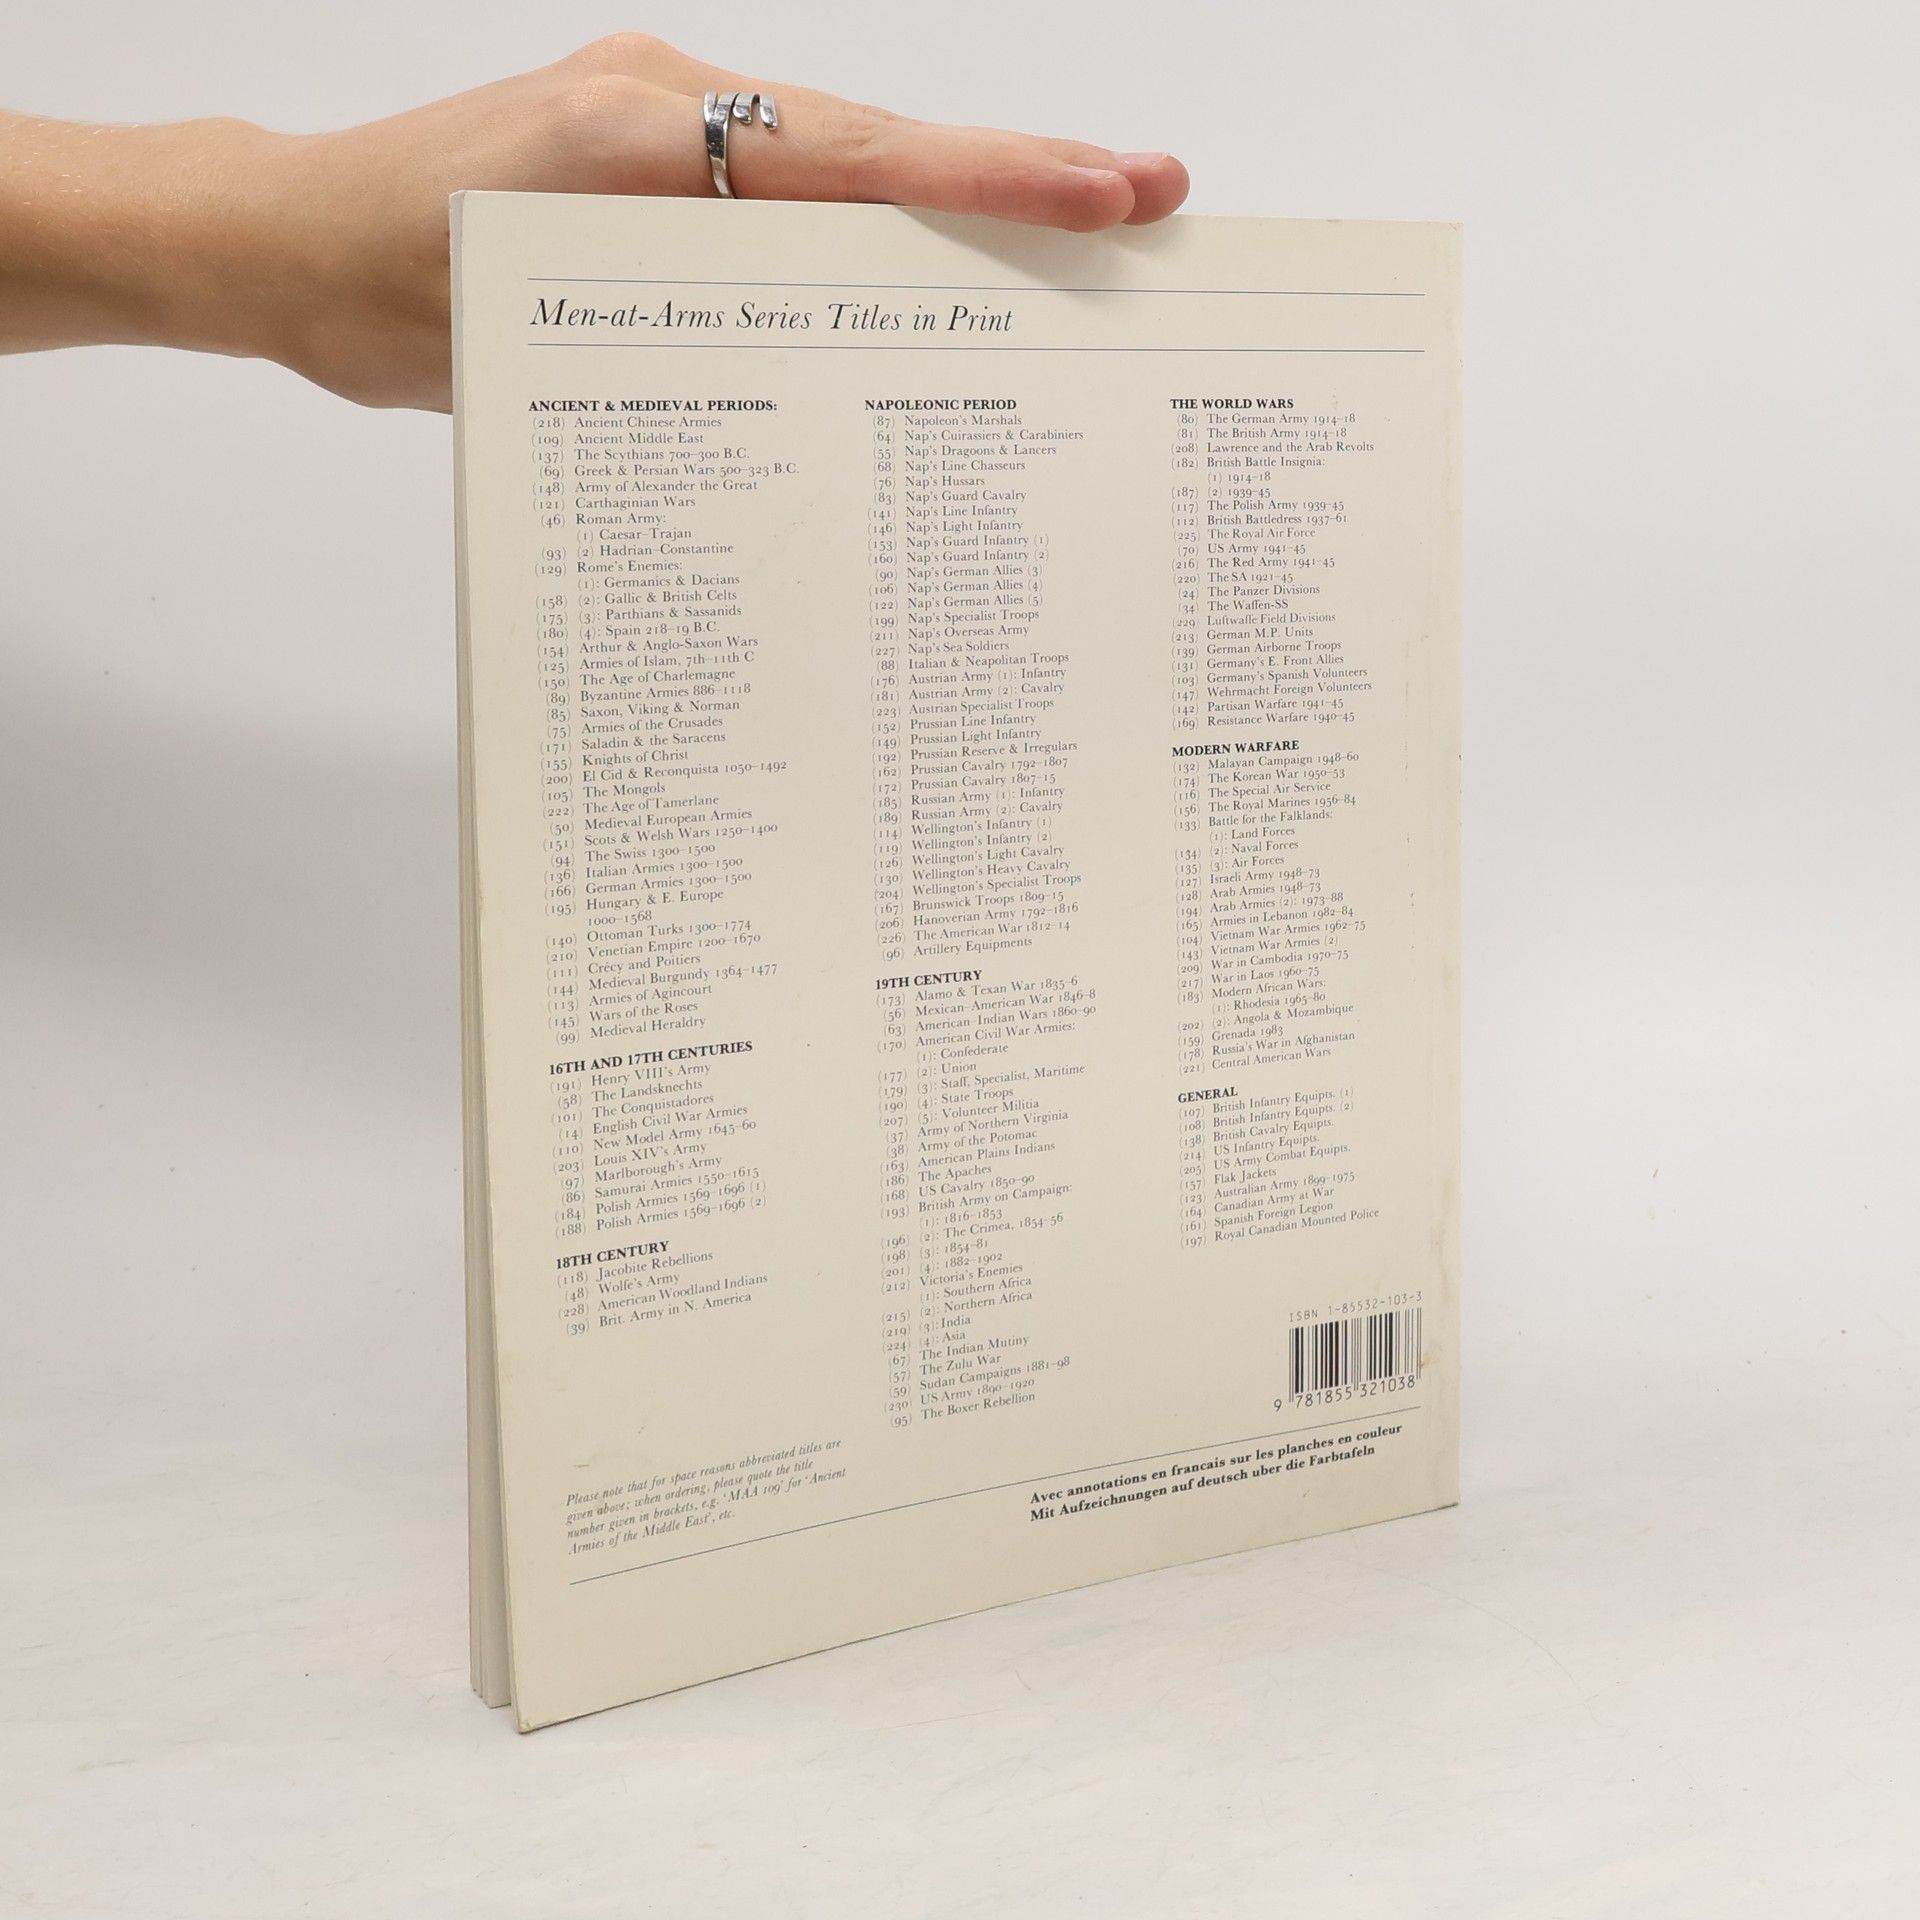 Men-at-Arms Series Titles in Print
ANCIENT & MEDIEVAL PERIODS:
(218) Ancient Chinese Armies
(109) Ancient Middle East
(137) The Scythians 700–300 B.C.
(69) Greek & Persian Wars 500–323 B.C.
(148) Army of Alexander the Great
(121) Carthaginian Wars
(46) Roman Army:
(1) Caesar–Trajan
(93) (2) Hadrian–Constantine
(129) Rome's Enemies:
(1): Germanics & Dacians
(158) (2): Gallic & British Celts
(175) (3): Parthians & Sassanids
(180) (4): Spain 218–19 B.C.
(154) Arthur & Anglo-Saxon Wars
(125) Armies of Islam, 7th–11th C
(150) The Age of Charlemagne
(89) Byzantine Armies 886–1118
(85) Saxon, Viking & Norman
(75) Armies of the Crusades
(171) Saladin & the Saracens
(155) Knights of Christ
(200) El Cid & Reconquista 1050–1492
(105) The Mongols
(222) The Age of Tamerlane
(50) Medieval European Armies
(151) Scots & Welsh Wars 1250–1400
(94) The Swiss 1300–1500
(136) Italian Armies 1300–1500
(166) German Armies 1300–1500
(195) Hungary & E. Europe
1000–1568
(140) Ottoman Turks 1300–1774
(210) Venetian Empire 1200–1670
(111) Crécy and Poitiers
(144) Medieval Burgundy 1364–1477
(113) Armies of Agincourt
(145) Wars of the Roses
(99) Medieval Heraldry
16TH AND 17TH CENTURIES
(191) Henry VIII's Army
(58) The Landsknechts
(101) The Conquistadores
(14) English Civil War Armies
(110) New Model Army 1645–60
(203) Louis XIV's Army
(97) Marlborough's Army
(86) Samurai Armies 1550–1615
(184) Polish Armies 1569–1696 (1)
(188) Polish Armies 1569–1696 (2)
18TH CENTURY
(118) Jacobite Rebellions
(48) Wolfe's Army
(228) American Woodland Indians
(39) Brit. Army in N. America
Please note that for space reasons abbreviated titles are
given above; when ordering, please quote the title
number given in brackets, e.g. 'MAA 109' for 'Ancient
Armies of the Middle East', etc.
NAPOLEONIC PERIOD
(87) Napoleon's Marshals
(64) Nap's Cuirassiers & Carabiniers
(55) Nap's Dragoons & Lancers
(68) Nap's Line Chasseurs
(76) Nap's Hussars
(83) Nap's Guard Cavalry
(141) Nap's Line Infantry
(146) Nap's Light Infantry
(153) Nap's Guard Infantry (1)
(160) Nap's Guard Infantry (2)
(90) Nap's German Allies (3)
(106) Nap's German Allies (4)
(122) Nap's German Allies (5)
(199) Nap's Specialist Troops
(211) Nap's Overseas Army
(227) Nap's Sea Soldiers
(88) Italian & Neapolitan Troops
(176) Austrian Army (1): Infantry
(181) Austrian Army (2): Cavalry
(223) Austrian Specialist Troops
(152) Prussian Line Infantry
(149) Prussian Light Infantry
(192) Prussian Reserve & Irregulars
(162) Prussian Cavalry 1792–1807
(172) Prussian Cavalry 1807–15
(185) Russian Army (1): Infantry
(189) Russian Army (2): Cavalry
(114) Wellington's Infantry (1)
(119) Wellington's Infantry (2)
(126) Wellington's Light Cavalry
(130) Wellington's Heavy Cavalry
(204) Wellington's Specialist Troops
(167) Brunswick Troops 1809–15
(206) Hanoverian Army 1792–1816
(226) The American War 1812–14
(96) Artillery Equipments
19TH CENTURY
(173) Alamo & Texan War 1835–6
(56) Mexican–American War 1846–8
(63) American–Indian Wars 1860–90
(170) American Civil War Armies:
(1): Confederate
(177) (2): Union
(179) (3): Staff, Specialist, Maritime
(190) (4): State Troops
(207) (5): Volunteer Militia
(37) Army of Northern Virginia
(38) Army of the Potomac
(163) American Plains Indians
(186) The Apaches
(168) US Cavalry 1850–90
(193) British Army on Campaign:
(1): 1816–1853
(196) (2): The Crimea, 1854–56
(198) (3): 1854–81
(201) (4): 1882–1902
(212) Victoria's Enemies
(1): Southern Africa
(215) (2): Northern Africa
(219) (3): India
(224) (4): Asia
(67) The Indian Mutiny
(57) The Zulu War
(59) Sudan Campaigns 1881–98
(230) US Army 1890–1920
(95) The Boxer Rebellion
THE WORLD WARS
(80) The German Army 1914–18
(81) The British Army 1914–18
(208) Lawrence and the Arab Revolts
(182) British Battle Insignia:
(1) 1914–18
(187) (2) 1939–45
(117) The Polish Army 1939–45
(112) British Battledress 1937–61
(225) The Royal Air Force
(70) US Army 1941–45
(216) The Red Army 1941–45
(220) The SA 1921–45
(24) The Panzer Divisions
(34) The Waffen-SS
(229) Luftwaffe Field Divisions
(213) German M.P. Units
(139) German Airborne Troops
(131) Germany's E. Front Allies
(103) Germany's Spanish Volunteers
(147) Wehrmacht Foreign Volunteers
(142) Partisan Warfare 1941–45
(169) Resistance Warfare 1940–45
MODERN WARFARE
(132) Malayan Campaign 1948–60
(174) The Korean War 1950–53
(116) The Special Air Service
(156) The Royal Marines 1956–84
(133) Battle for the Falklands:
(1): Land Forces
(134) (2): Naval Forces
(135) (3): Air Forces
(127) Israeli Army 1948–73
(128) Arab Armies 1948–73
(194) Arab Armies (2): 1973–88
(165) Armies in Lebanon 1982–84
(104) Vietnam War Armies 1962–75
(143) Vietnam War Armies (2)
(209) War in Cambodia 1970–75
(217) War in Laos 1960–75
(183) Modern African Wars:
(1): Rhodesia 1965–80
(202) (2): Angola & Mozambique
(159) Grenada 1983
(178) Russia's War in Afghanistan
(221) Central American Wars
GENERAL
(107) British Infantry Equipts. (1)
(108) British Infantry Equipts. (2)
(138) British Cavalry Equipts.
(214) US Infantry Equipts.
(205) US Army Combat Equipts.
(157) Flak Jackets
(123) Australian Army 1899–1975
(164) Canadian Army at War
(161) Spanish Foreign Legion
(197) Royal Canadian Mounted Police
ISBN 1-85532-103-3
9 781855 321038
Avec annotations en francais sur les planches en couleur
Mit Aufzeichnungen auf deutsch uber die Farbtafeln